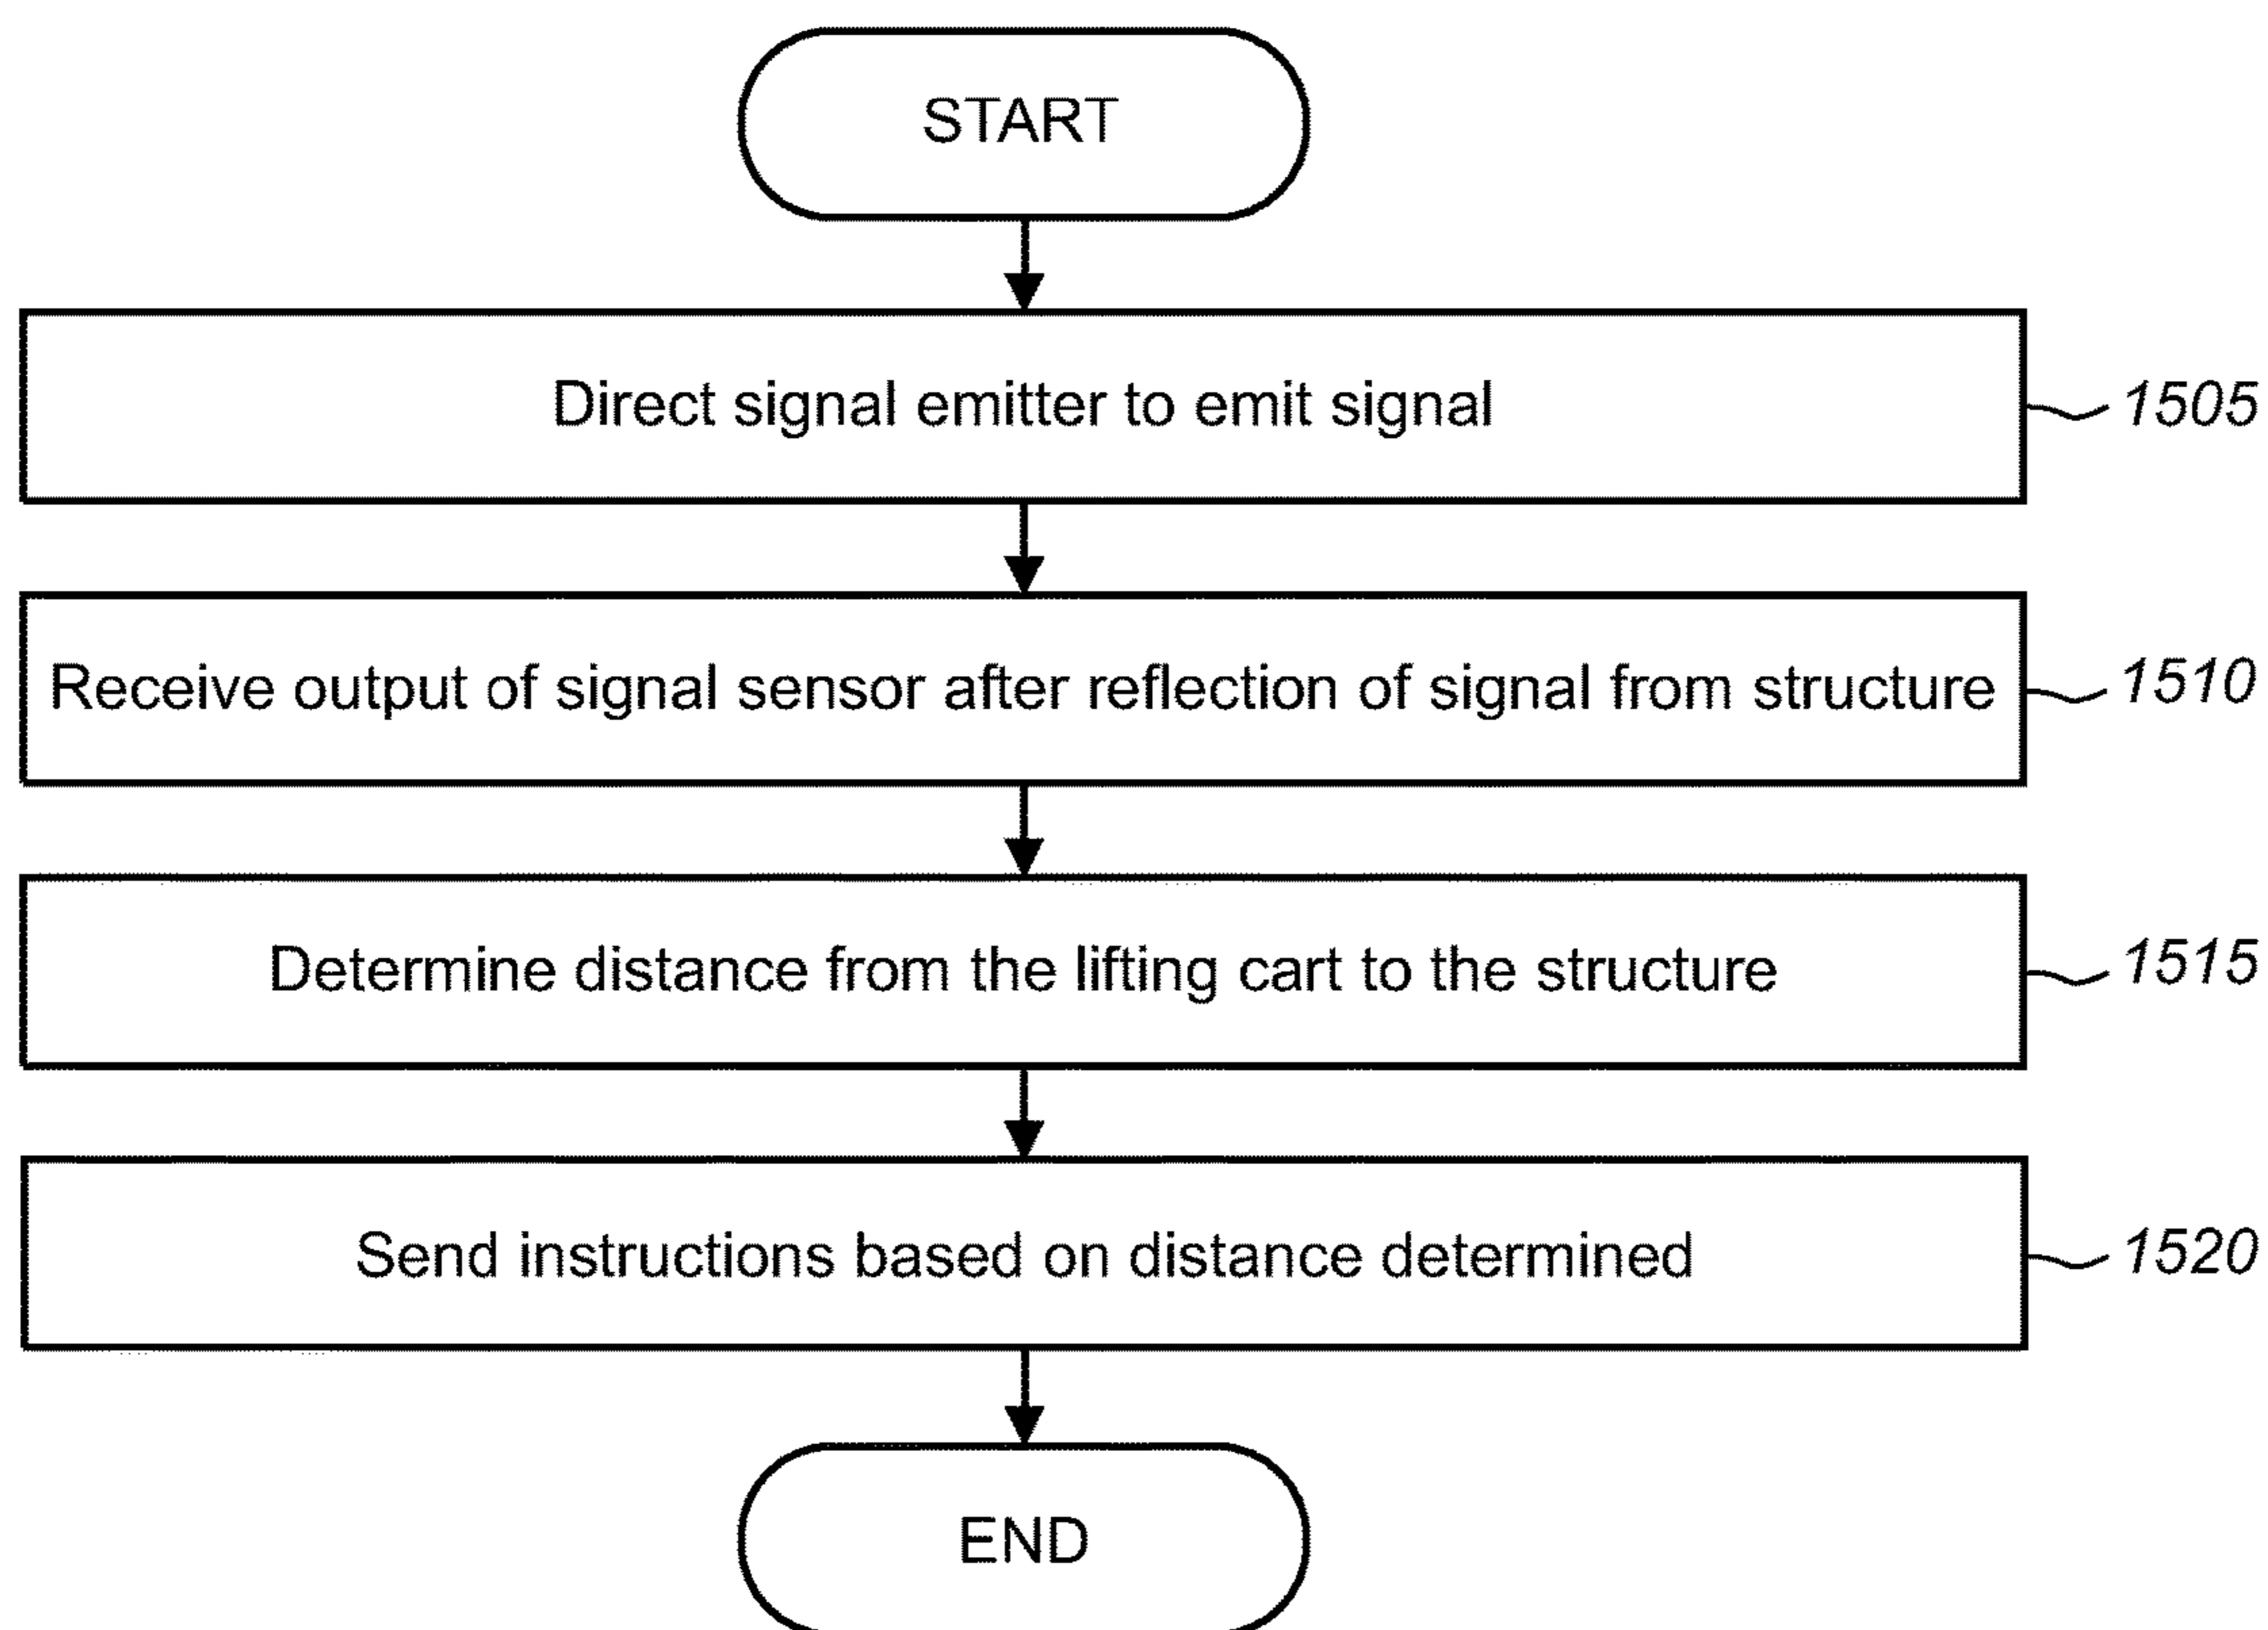 START
Direct signal emitter to emit signal
1505
Receive output of signal sensor after reflection of signal from structure
1510
Determine distance from the lifting cart to the structure
1515
Send instructions based on distance determined
1520
END